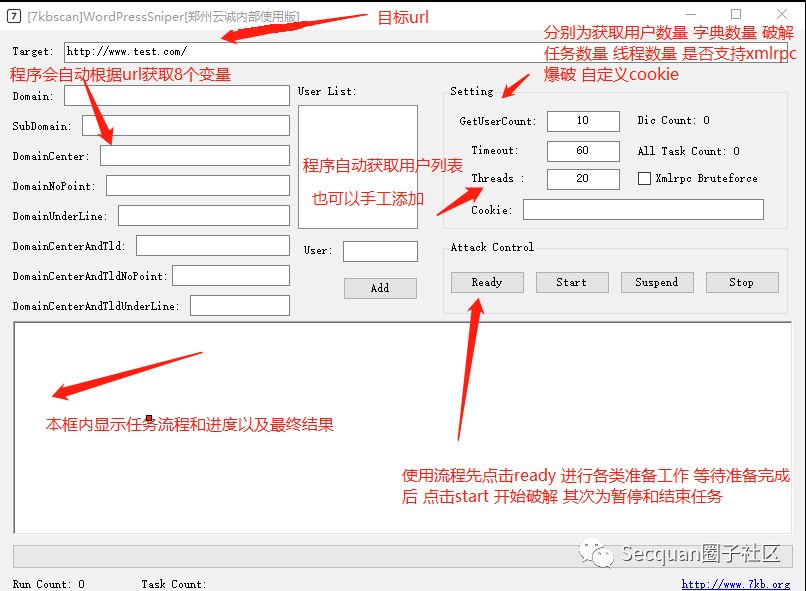 [7kbscan]WordPressSniper[郑州云诚内部使用版]
目标url
Target: http://www.test.com/
分别为获取用户数量 字典数量 破解
任务数量 线程数量 是否支持xmlrpc
爆破 自定义cookie
程序会自动根据url获取8个变量
Domain:
SubDomain:
DomainCenter:
DomainNoPoint:
DomainUnderLine:
DomainCenterAndTld:
DomainCenterAndTldNoPoint:
DomainCenterAndTldUnderLine:
User List:
程序自动获取用户列表
也可以手工添加
User:
Add
Setting
GetUserCount: 10 Dic Count: 0
Timeout: 60 All Task Count: 0
Threads : 20 Xmlrpc Bruteforce
Cookie:
Attack Control
Ready Start Suspend Stop
本框内显示任务流程和进度以及最终结果
使用流程先点击ready 进行各类准备工作 等待准备完成
后 点击start 开始破解 其次为暂停和结束任务
Secquan圈子社区
Run Count: 0 Task Count: http://www.7kb.org